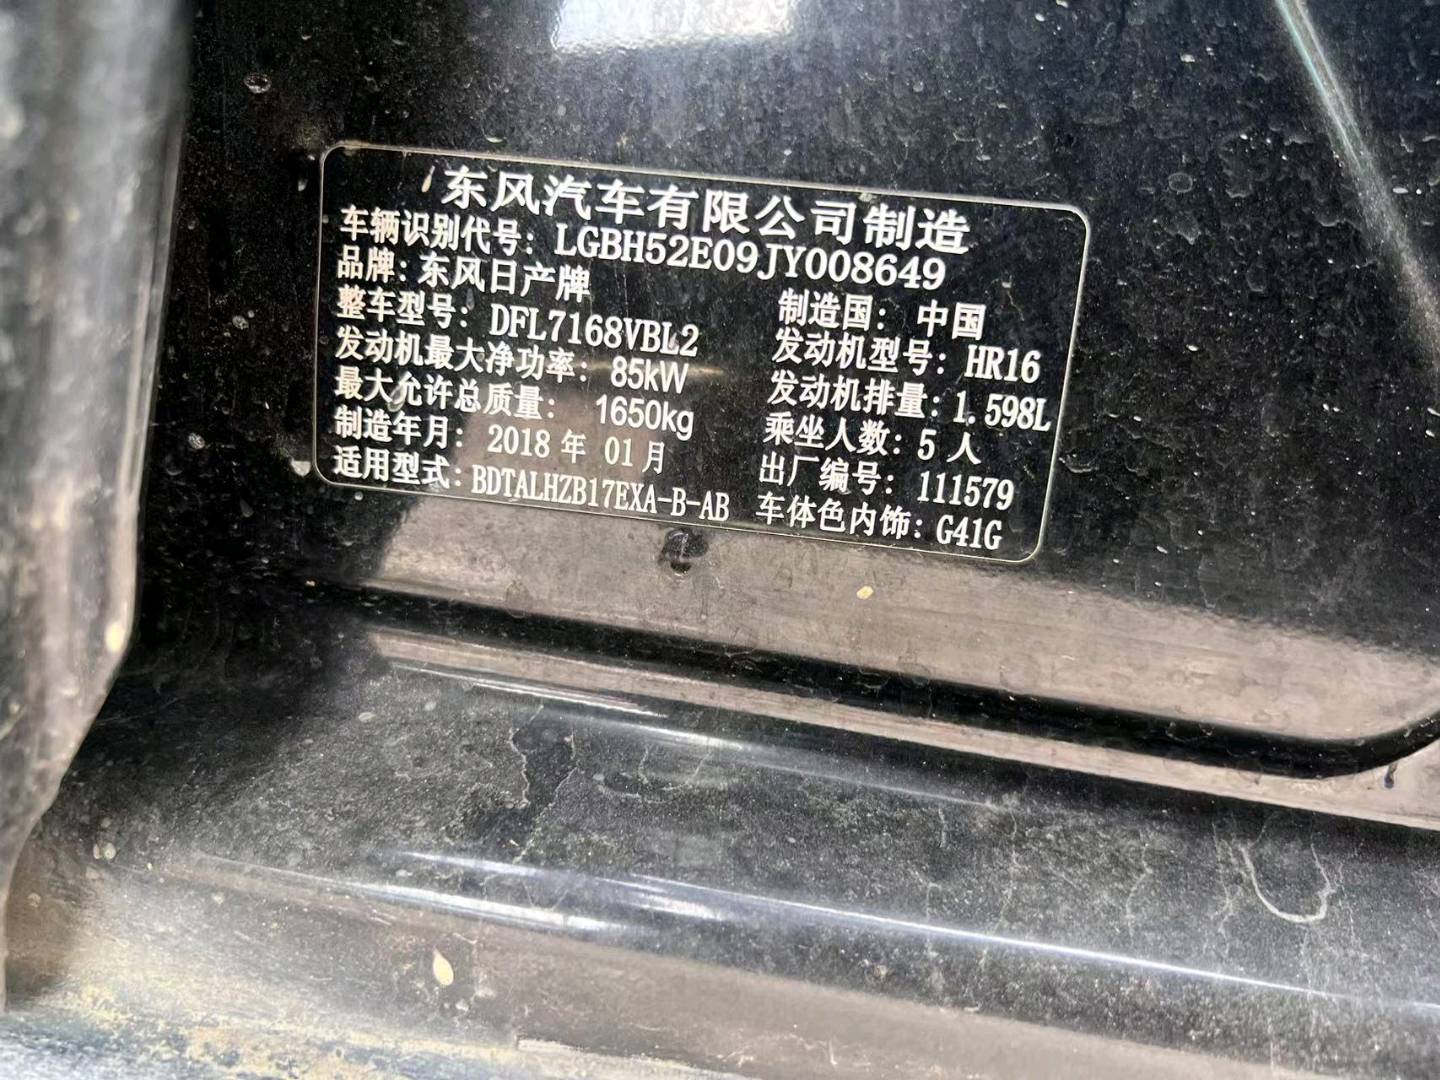 东风汽车有限公司制造
车辆识别代号: LGBH52E09JY008649
品牌: 东风日产牌 制造国: 中国
整车型号: DFL7168VBL2 发动机型号: HR16
发动机最大净功率: 85kW 发动机排量: 1.598L
最大允许总质量: 1650kg 乘坐人数: 5 人
制造年月: 2018 年 01 月 出厂编号: 111579
适用型式: BDTALHZB17EXA-B-AB 车体色内饰: G41G